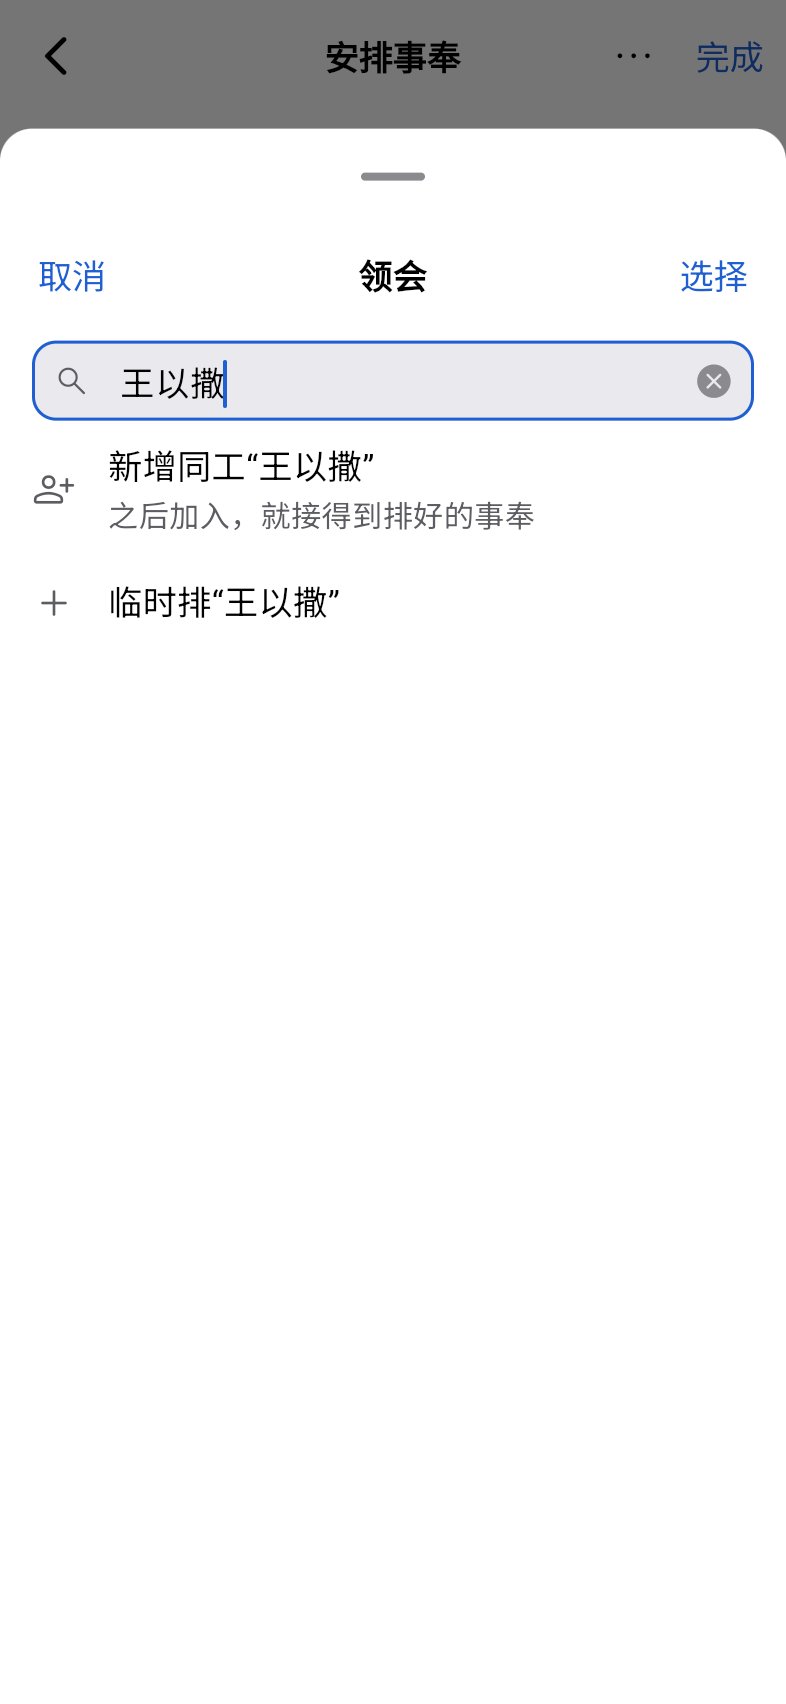 安排事奉
完成
取消
领会
选择
王以撒
新增同工“王以撒”
之后加入，就接得到排好的事奉
临时排“王以撒”